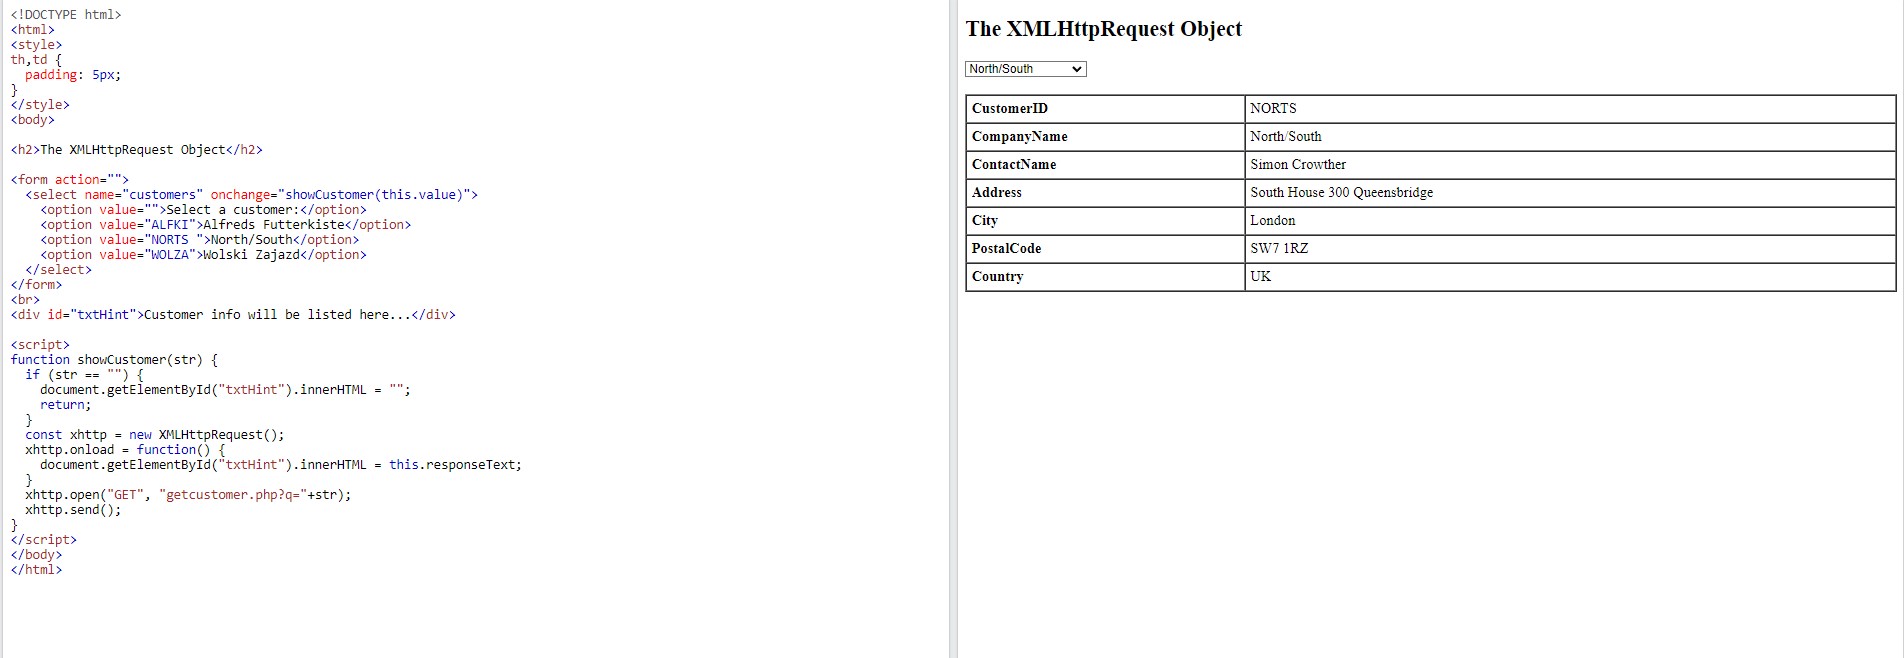 <!DOCTYPE html>
<html>
<style>
th,td {
  padding: 5px;
}
</style>
<body>

<h2>The XMLHttpRequest Object</h2>

<form action="">
  <select name="customers" onchange="showCustomer(this.value)">
    <option value="">Select a customer:</option>
    <option value="ALFKI">Alfreds Futterkiste</option>
    <option value="NORTS ">North/South</option>
    <option value="WOLZA">Wolski Zajazd</option>
  </select>
</form>
<br>
<div id="txtHint">Customer info will be listed here...</div>

<script>
function showCustomer(str) {
  if (str == "") {
    document.getElementById("txtHint").innerHTML = "";
    return;
  }
  const xhttp = new XMLHttpRequest();
  xhttp.onload = function() {
    document.getElementById("txtHint").innerHTML = this.responseText;
  }
  xhttp.open("GET", "getcustomer.php?q="+str);
  xhttp.send();
}
</script>
</body>
</html>
The XMLHttpRequest Object
North/South
CustomerID NORTS
CompanyName North/South
ContactName Simon Crowther
Address South House 300 Queensbridge
City London
PostalCode SW7 1RZ
Country UK